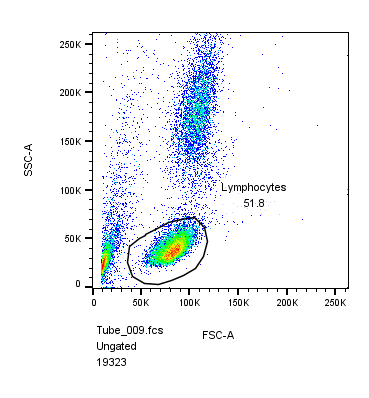 250K
200K
150K
100K
50K
0
SSC-A
Lymphocytes
51.8
0 50K 100K 150K 200K 250K
FSC-A
Tube_009.fcs
Ungated
19323